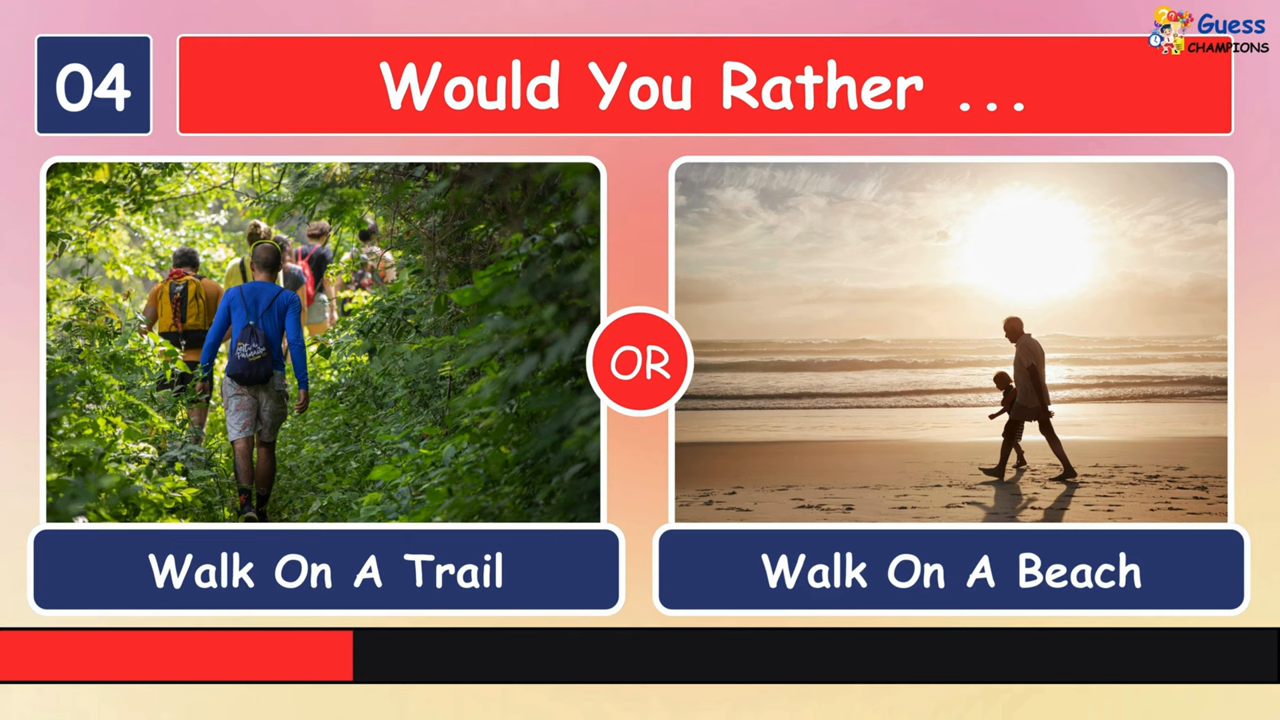 Guess
CHAMPIONS
04
Would You Rather ...
OR
Walk On A Trail
Walk On A Beach